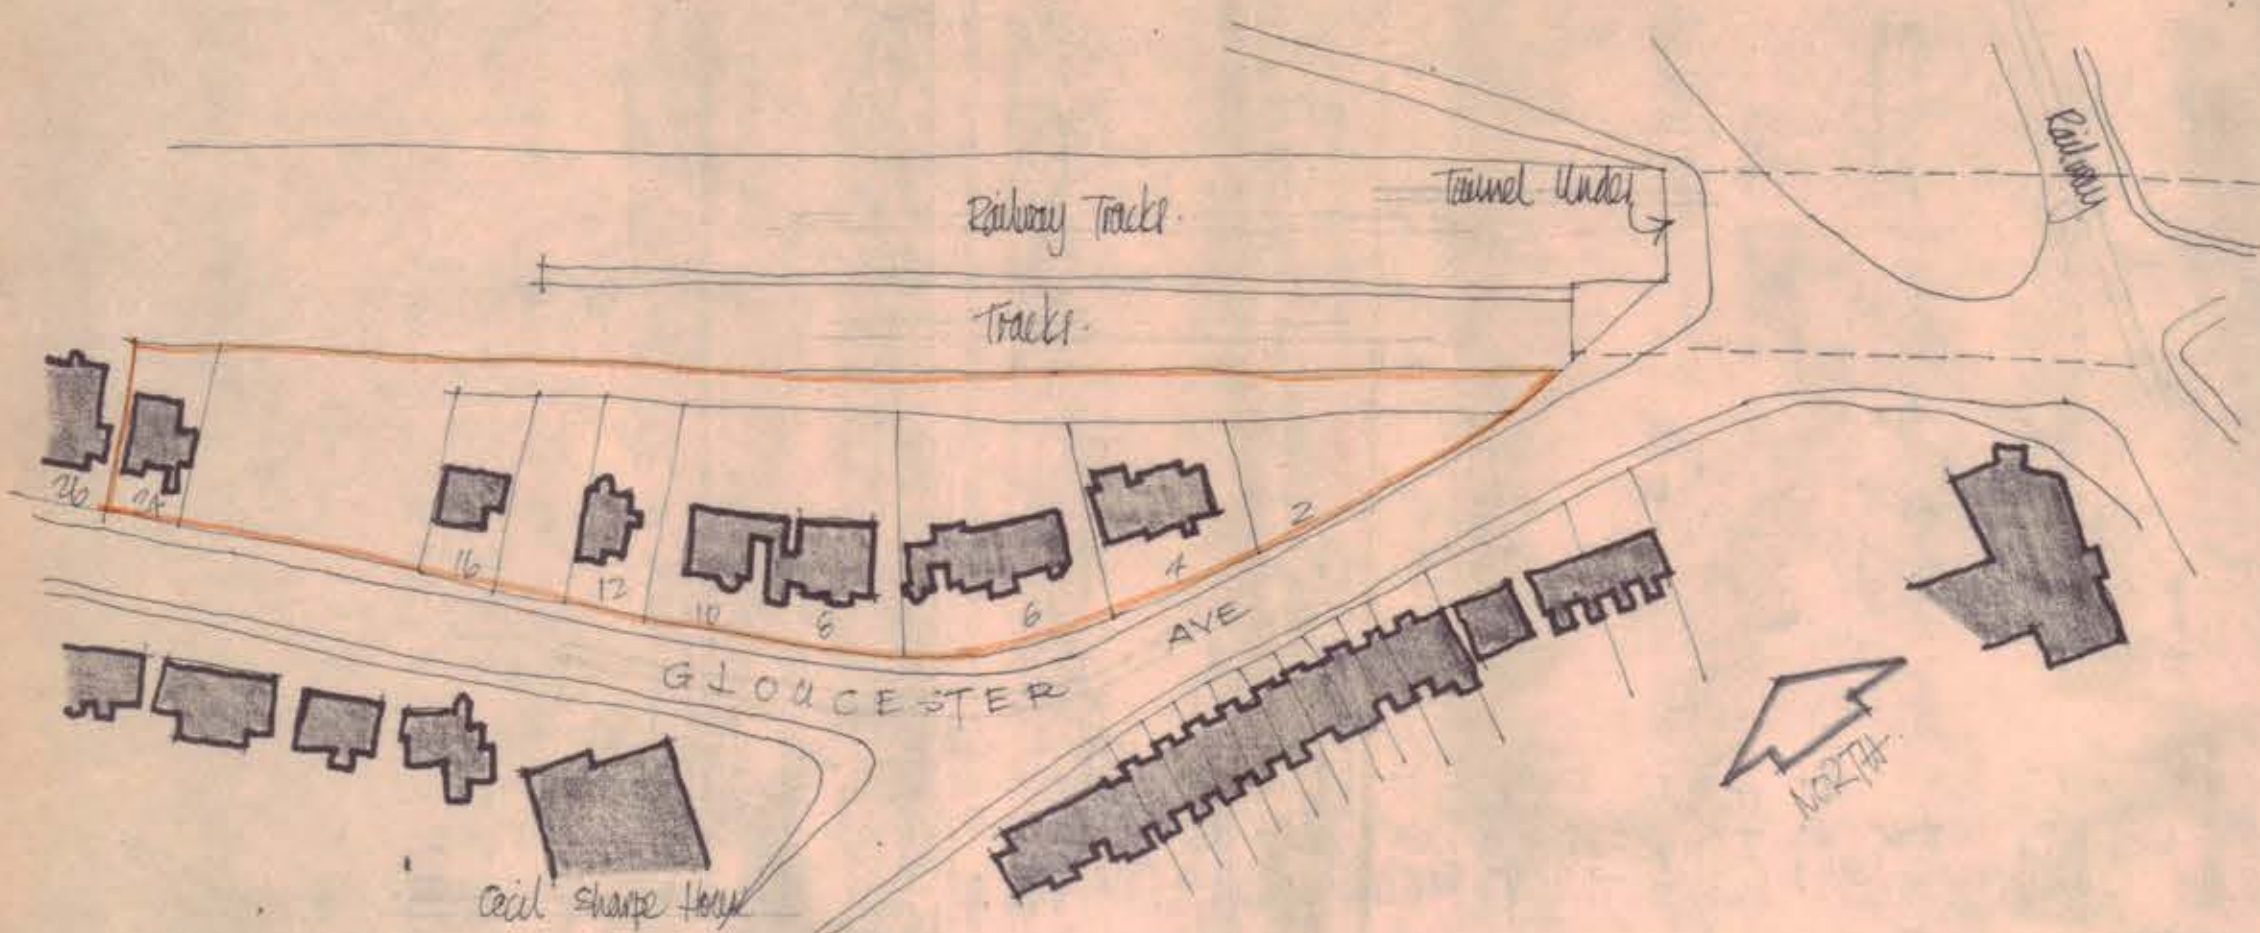 Railway
Tunnel Under
Railway Tracks.
Tracks.
26
24
16
12
10
8
6
4
2
GLOUCESTER AVE
NORTH.
Cecil Sharpe House